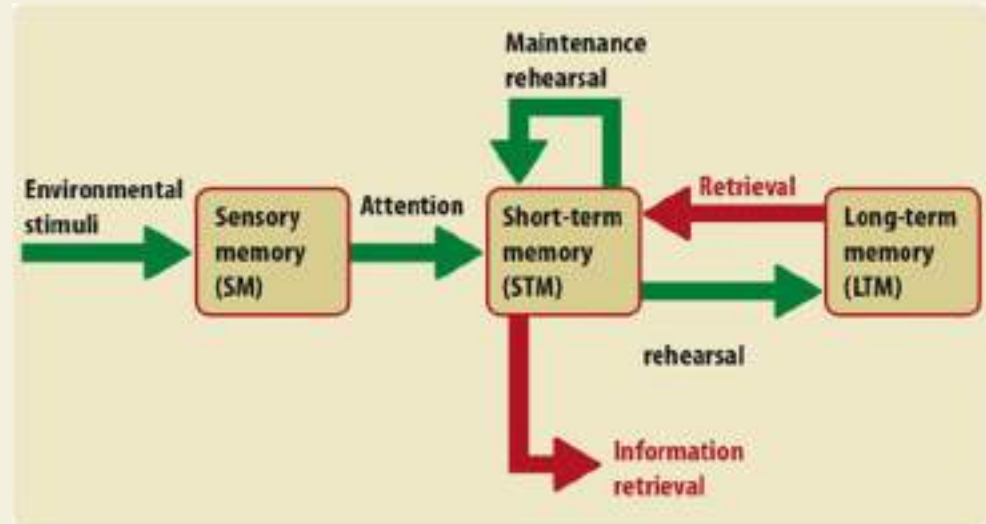 Maintenance
rehearsal
Environmental
stimuli
Sensory
memory
(SM)
Attention
Short-term
memory
(STM)
Retrieval
Long-term
memory
(LTM)
rehearsal
Information
retrieval